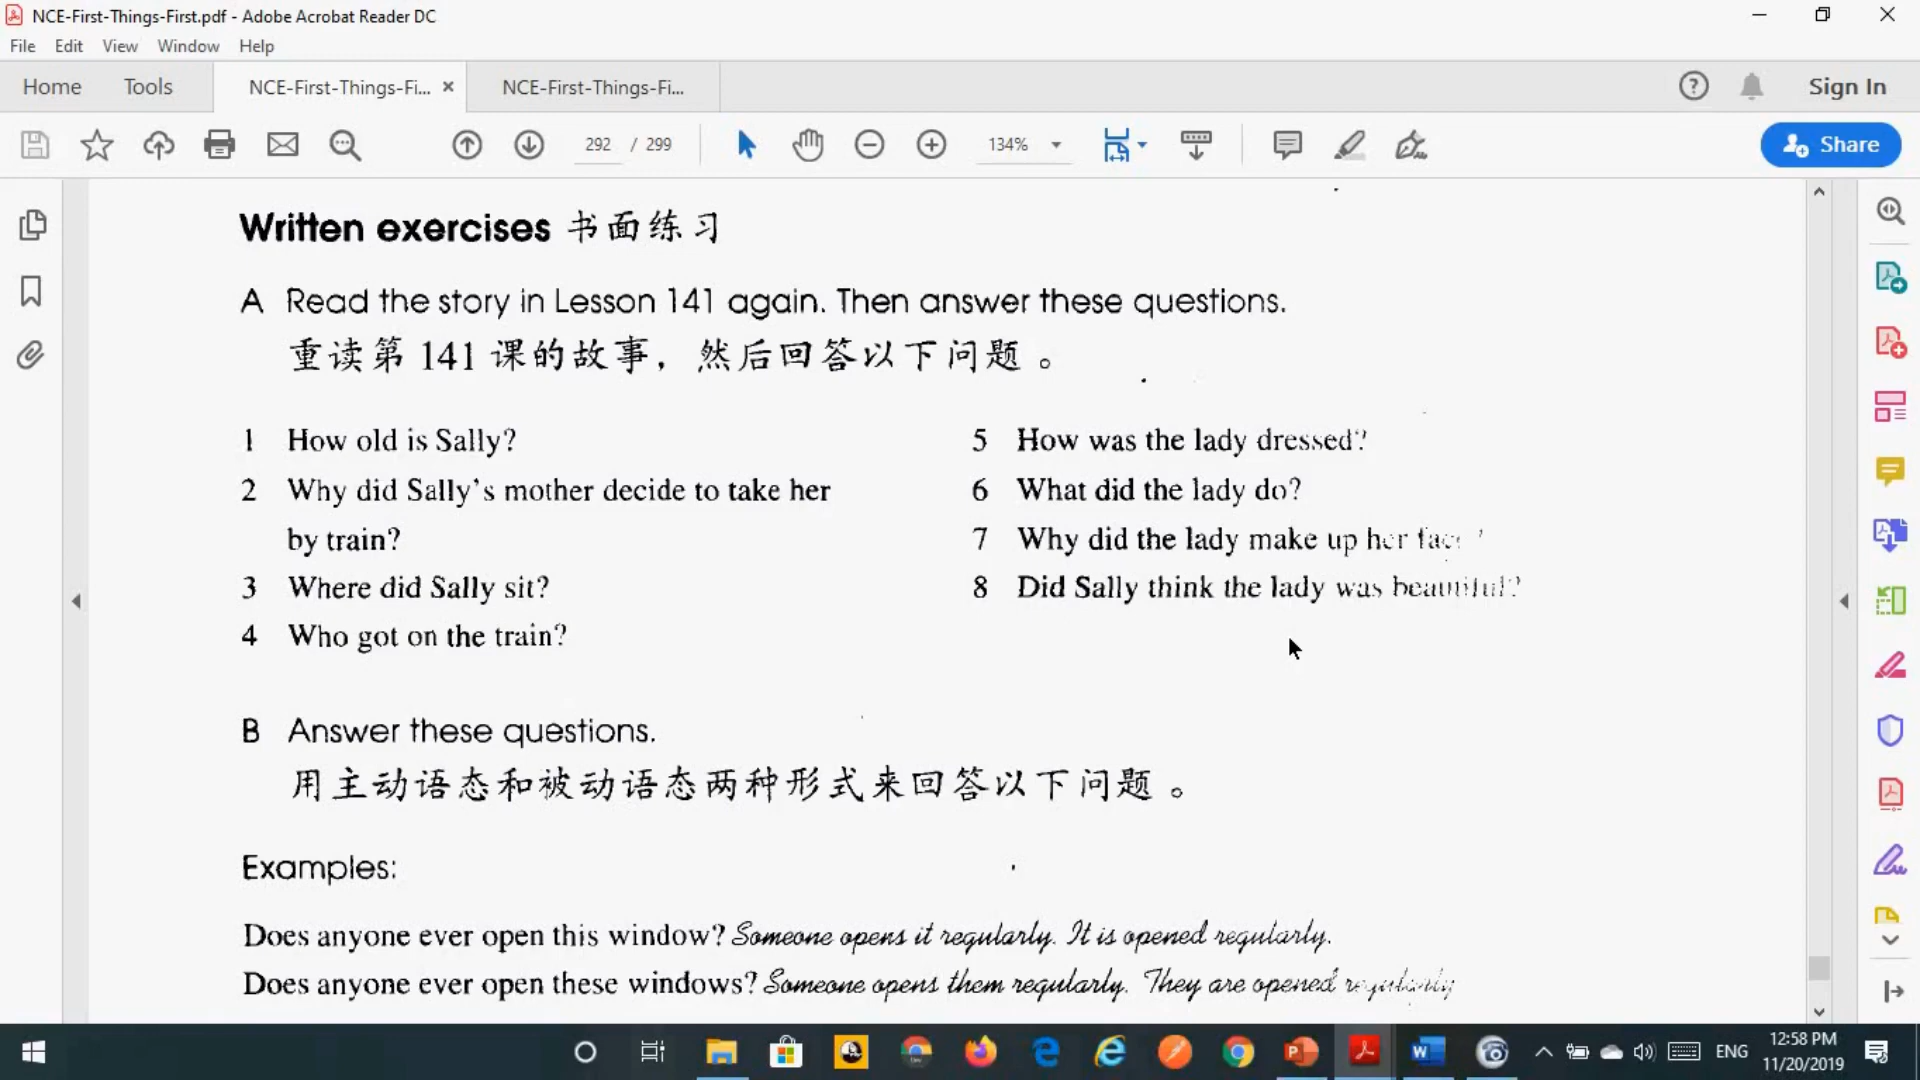 NCE-First-Things-First.pdf - Adobe Acrobat Reader DC
File Edit View Window Help
Home Tools NCE-First-Things-Fi... × NCE-First-Things-Fi... Sign In
292 / 299 134% Share
Written exercises 书面练习
A Read the story in Lesson 141 again. Then answer these questions.
重读第 141 课的故事，然后回答以下问题。
1 How old is Sally?
2 Why did Sally's mother decide to take her
by train?
3 Where did Sally sit?
4 Who got on the train?
5 How was the lady dressed?
6 What did the lady do?
7 Why did the lady make up her face?
8 Did Sally think the lady was beautiful?
B Answer these questions.
用主动语态和被动语态两种形式来回答以下问题。
Examples:
Does anyone ever open this window? Someone opens it regularly. It is opened regularly.
Does anyone ever open these windows? Someone opens them regularly. They are opened regularly
ENG
12:58 PM
11/20/2019